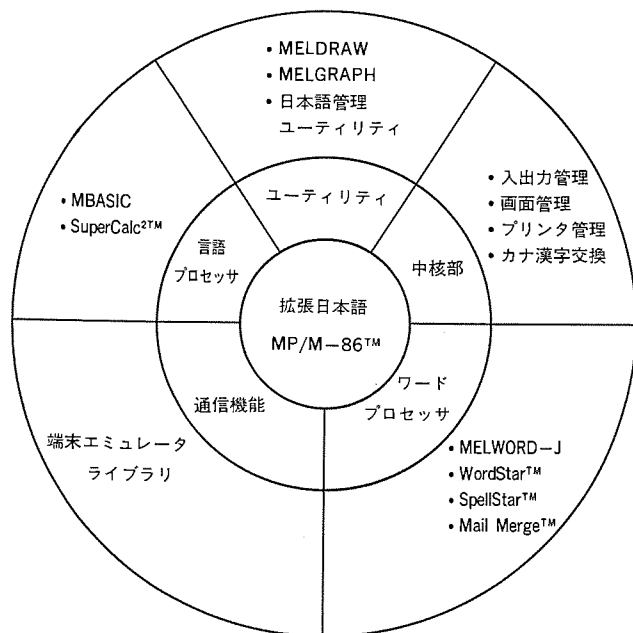 • MELDRAW
• MELGRAPH
• 日本語管理
ユーティリティ
• MBASIC
• SuperCalc²™
• 入出力管理
• 画面管理
• プリンタ管理
• カナ漢字交換
ユーティリティ
言語
プロセッサ
中核部
拡張日本語
MP/M−86™
通信機能
ワード
プロセッサ
端末エミュレータ
ライブラリ
• MELWORD−J
• WordStar™
• SpellStar™
• Mail Merge™